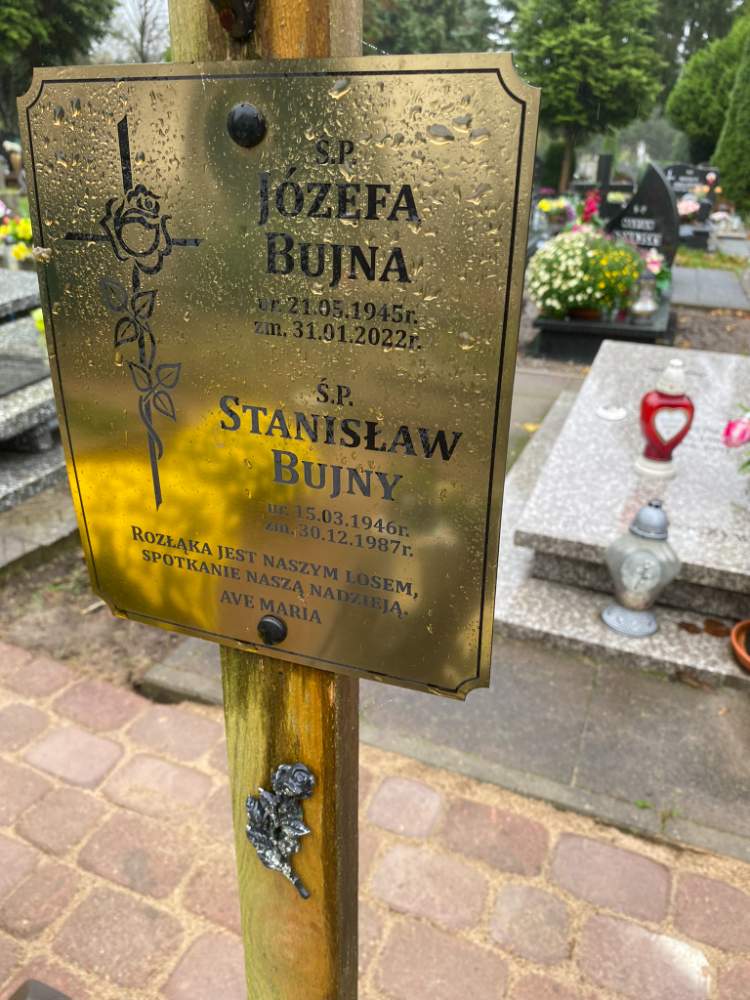 Ś.P.
JÓZEFA
BUJNA
ur. 21.05.1945r.
zm. 31.01.2022r.
Ś.P.
STANISŁAW
BUJNY
ur. 15.03.1946r.
zm. 30.12.1987r.
ROZŁĄKA JEST NASZYM LOSEM,
SPOTKANIE NASZĄ NADZIEJĄ.
AVE MARIA